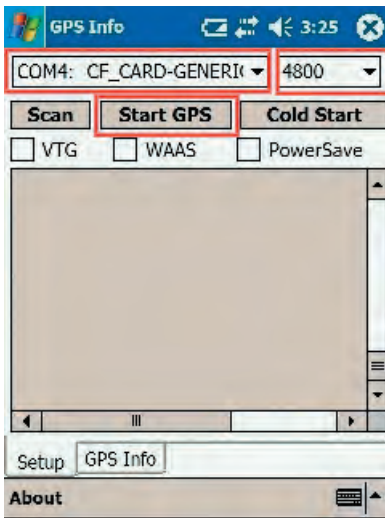 GPS Info 3:25
COM4: CF_CARD-GENERI 4800
Scan Start GPS Cold Start
VTG WAAS PowerSave
Setup GPS Info
About